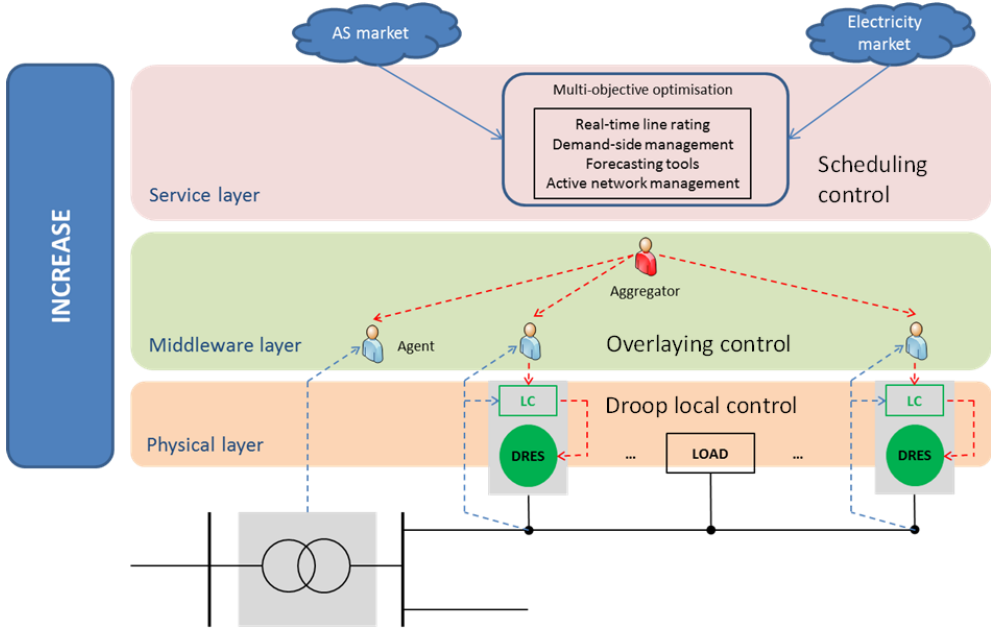 AS market
Electricity
market
INCREASE
Multi-objective optimisation
Real-time line rating
Demand-side management
Forecasting tools
Active network management
Scheduling
control
Service layer
Aggregator
Agent
Middleware layer
Overlaying control
LC
Droop local control
LC
Physical layer
DRES
...
LOAD
...
DRES